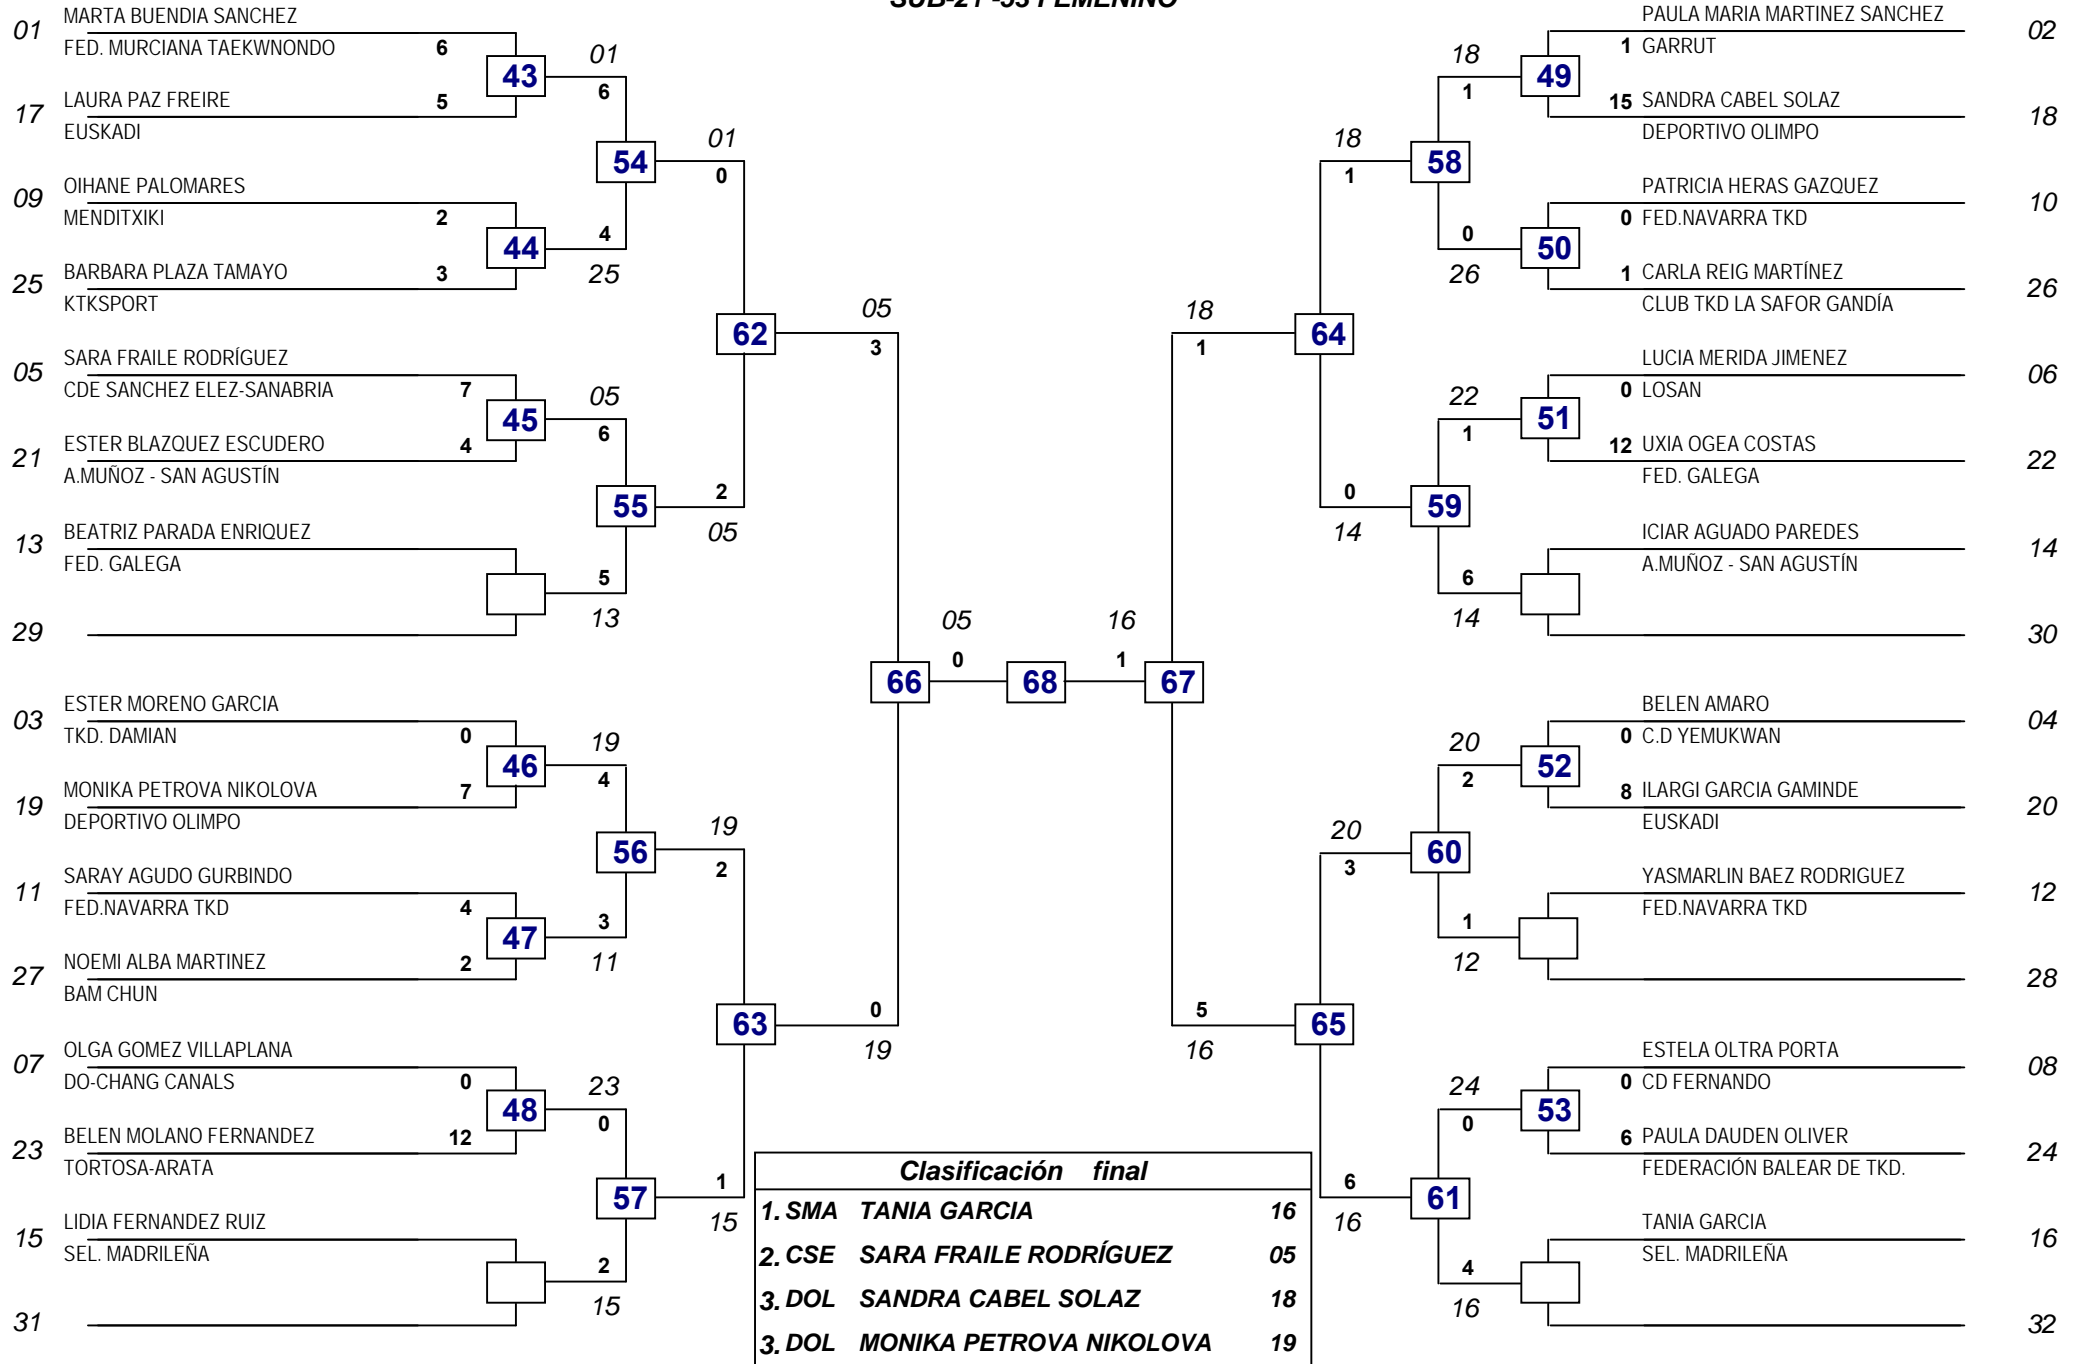 SUB-21 -53 FEMENINO
01
MARTA BUENDIA SANCHEZ
FED. MURCIANA TAEKWNONDO
6
43
17
LAURA PAZ FREIRE
5
EUSKADI
01
6
54
09
OIHANE PALOMARES
MENDITXIKI
2
44
25
BARBARA PLAZA TAMAYO
3
KTKSPORT
4
25
01
0
62
05
SARA FRAILE RODRÍGUEZ
CDE SANCHEZ ELEZ-SANABRIA
7
45
21
ESTER BLAZQUEZ ESCUDERO
4
A.MUÑOZ - SAN AGUSTÍN
05
6
55
2
05
13
BEATRIZ PARADA ENRIQUEZ
FED. GALEGA
5
13
29
05
3
66
05
0
68
03
ESTER MORENO GARCIA
TKD. DAMIAN
0
46
19
MONIKA PETROVA NIKOLOVA
7
DEPORTIVO OLIMPO
19
4
56
11
SARAY AGUDO GURBINDO
FED.NAVARRA TKD
4
47
27
NOEMI ALBA MARTINEZ
2
BAM CHUN
3
11
19
2
63
0
19
07
OLGA GOMEZ VILLAPLANA
DO-CHANG CANALS
0
48
23
BELEN MOLANO FERNANDEZ
12
TORTOSA-ARATA
23
0
57
1
15
15
LIDIA FERNANDEZ RUIZ
SEL. MADRILEÑA
2
15
31
PAULA MARIA MARTINEZ SANCHEZ
02
1 GARRUT
49
15 SANDRA CABEL SOLAZ
18
DEPORTIVO OLIMPO
18
1
58
PATRICIA HERAS GAZQUEZ
10
0 FED.NAVARRA TKD
50
1 CARLA REIG MARTÍNEZ
26
CLUB TKD LA SAFOR GANDÍA
0
26
18
1
64
LUCIA MERIDA JIMENEZ
06
0 LOSAN
51
12 UXIA OGEA COSTAS
22
FED. GALEGA
22
1
59
0
14
ICIAR AGUADO PAREDES
14
A.MUÑOZ - SAN AGUSTÍN
6
14
30
18
1
67
16
1
BELEN AMARO
04
0 C.D YEMUKWAN
52
8 ILARGI GARCIA GAMINDE
20
EUSKADI
20
2
60
YASMARLIN BAEZ RODRIGUEZ
12
FED.NAVARRA TKD
1
12
28
20
3
65
5
16
ESTELA OLTRA PORTA
08
0 CD FERNANDO
53
6 PAULA DAUDEN OLIVER
24
FEDERACIÓN BALEAR DE TKD.
24
0
61
6
16
TANIA GARCIA
16
SEL. MADRILEÑA
4
16
32
Clasificación final
1. SMA TANIA GARCIA 16
2. CSE SARA FRAILE RODRÍGUEZ 05
3. DOL SANDRA CABEL SOLAZ 18
3. DOL MONIKA PETROVA NIKOLOVA 19